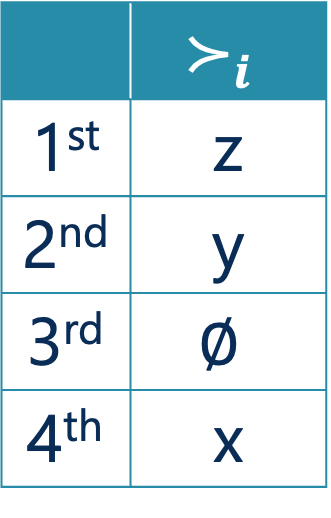 ≻ᵢ
1ˢᵗ z
2ⁿᵈ y
3ʳᵈ Ø
4ᵗʰ x